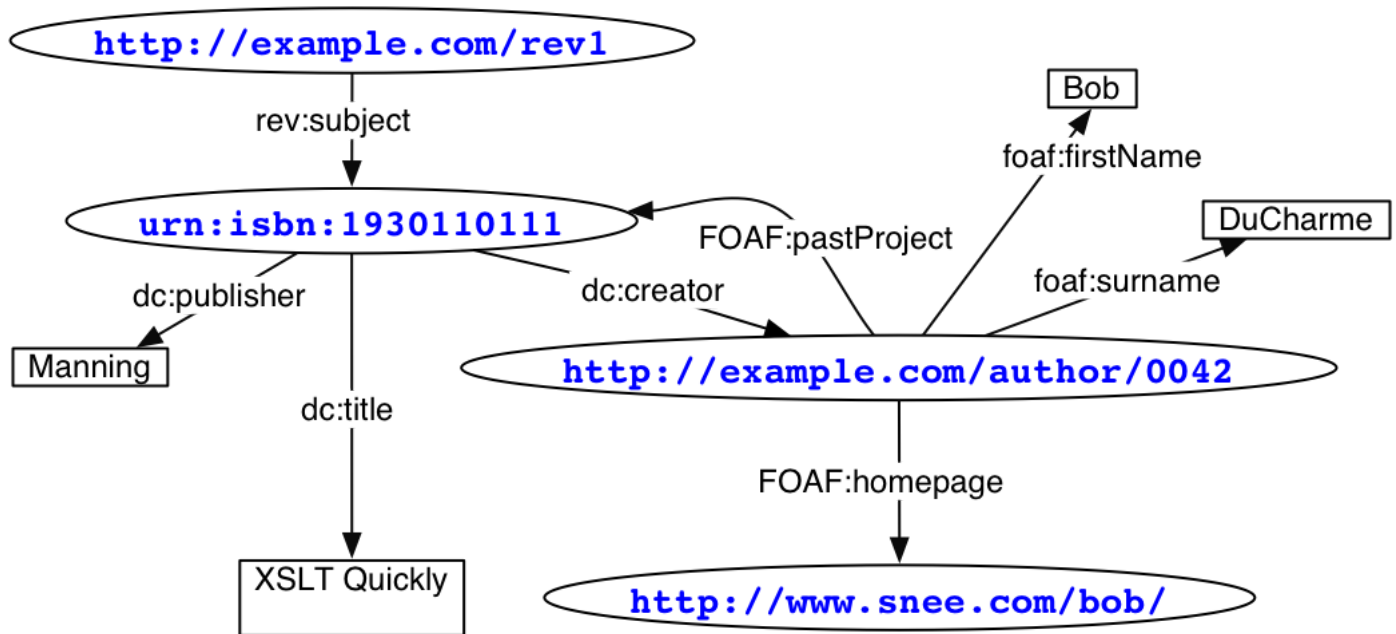 http://example.com/rev1
Bob
rev:subject
foaf:firstName
urn:isbn:1930110111
DuCharme
FOAF:pastProject
foaf:surname
dc:publisher
dc:creator
Manning
http://example.com/author/0042
dc:title
FOAF:homepage
XSLT Quickly
http://www.snee.com/bob/